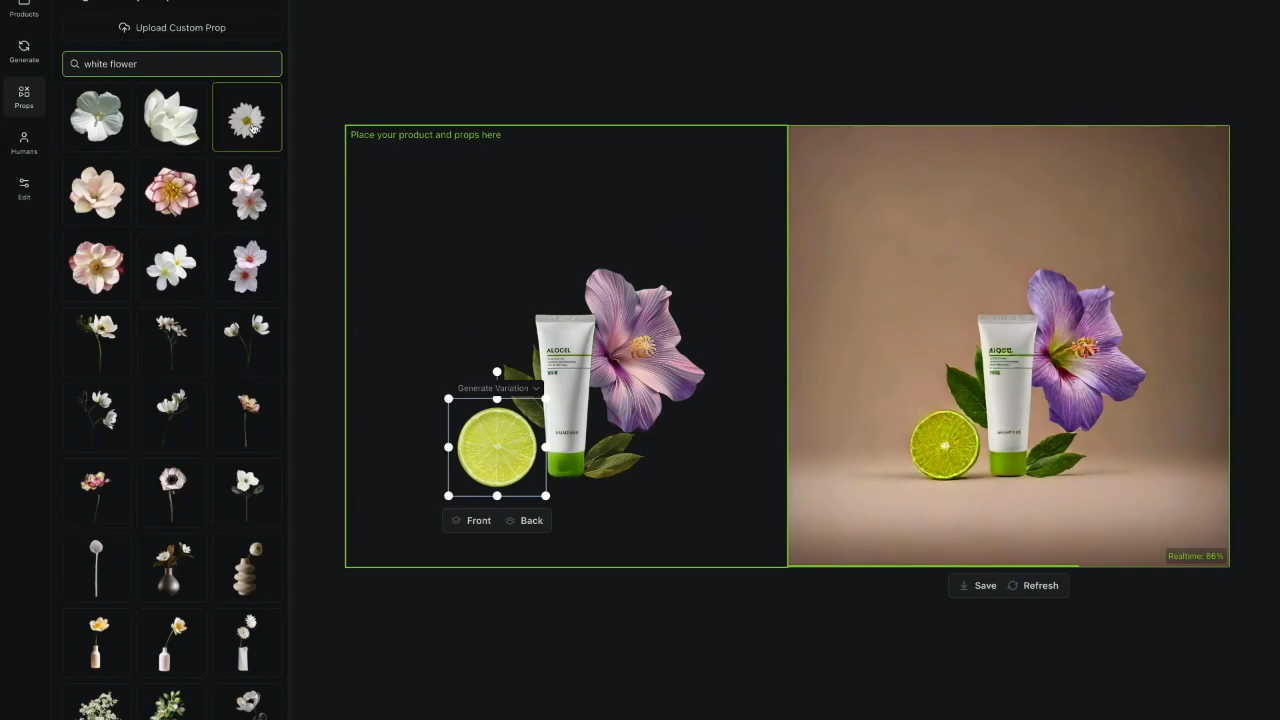 Products
Upload Custom Prop
Generate
white flower
Props
Humans
Edit
Place your product and props here
ALOGEL
Generate Variation
Front
Back
Realtime: 66%
Save
Refresh